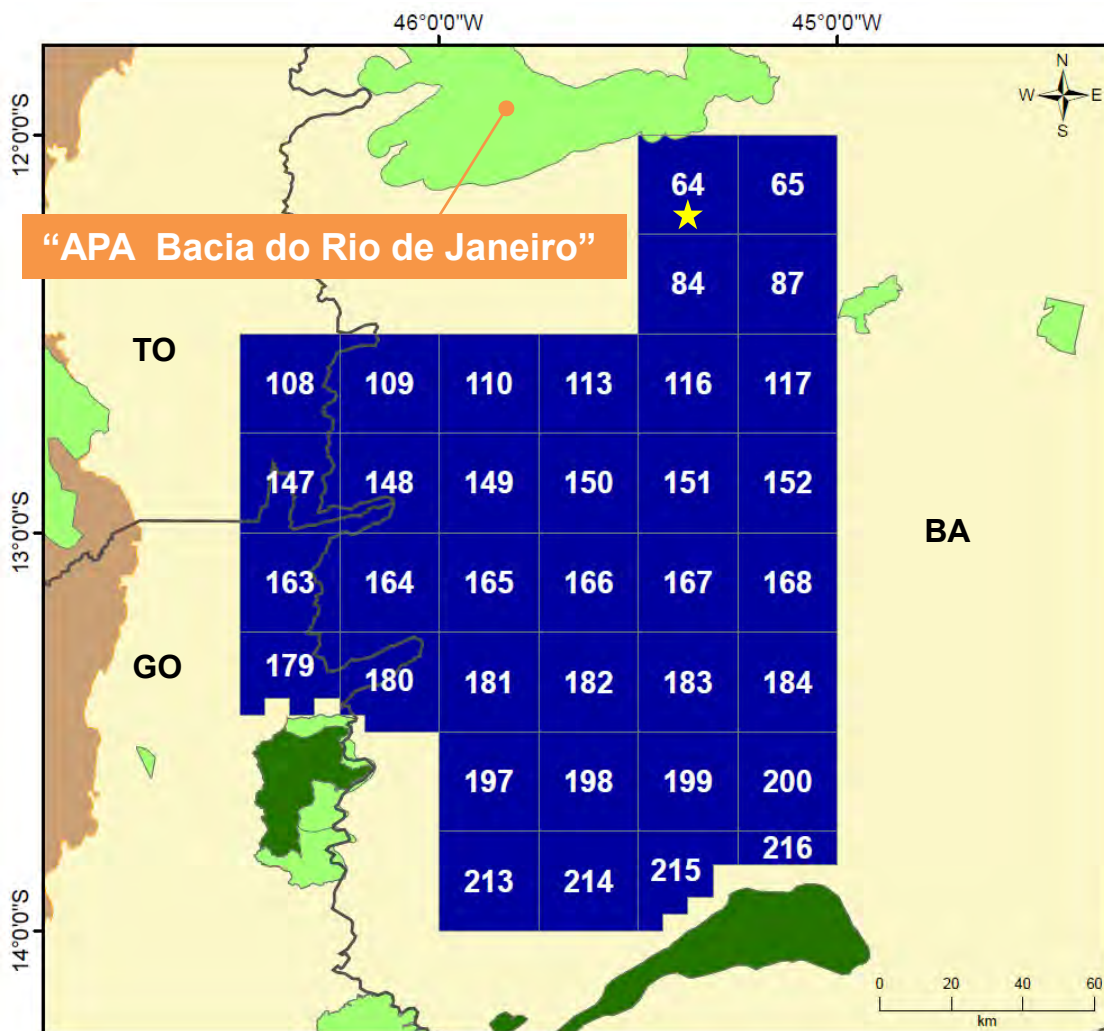 46°0'0"W 45°0'0"W
N
W E
S
12°0'0"S
64 65
“APA Bacia do Rio de Janeiro”
84 87
TO
108 109 110 113 116 117
147 148 149 150 151 152
13°0'0"S
BA
163 164 165 166 167 168
GO
179 180 181 182 183 184
197 198 199 200
213 214 215 216
14°0'0"S
0 20 40 60
km